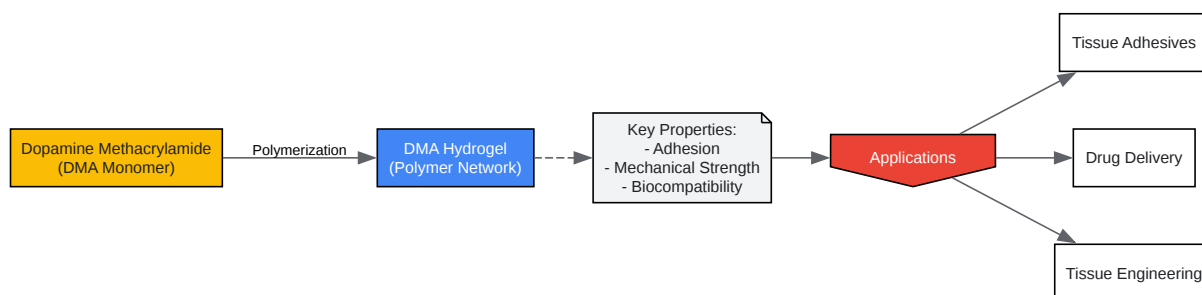 Dopamine Methacrylamide
(DMA Monomer)
Polymerization
DMA Hydrogel
(Polymer Network)
Key Properties:
- Adhesion
- Mechanical Strength
- Biocompatibility
Applications
Tissue Adhesives
Drug Delivery
Tissue Engineering